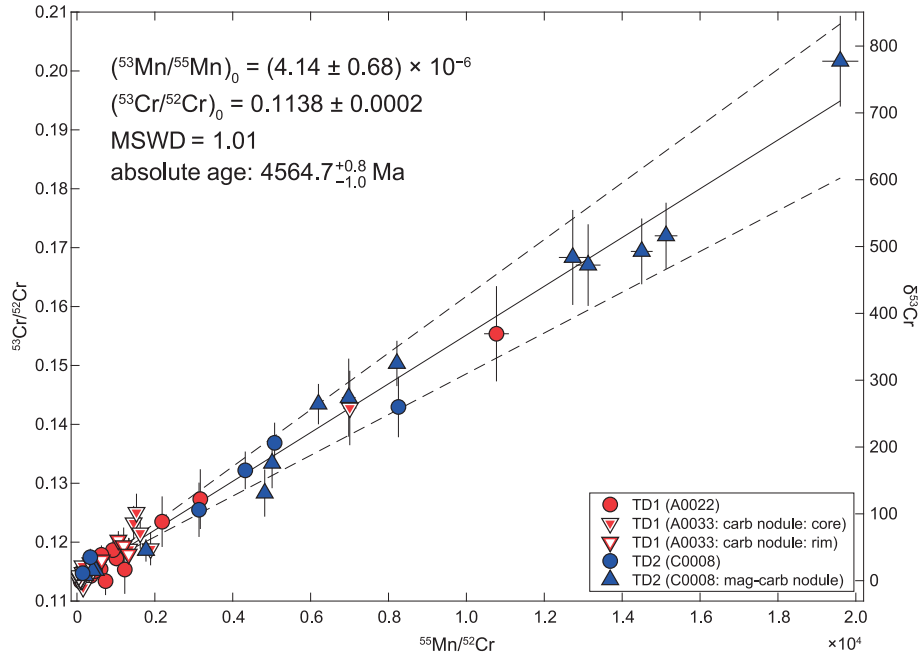 (⁵³Mn/⁵⁵Mn)₀ = (4.14 ± 0.68) × 10⁻⁶
(⁵³Cr/⁵²Cr)₀ = 0.1138 ± 0.0002
MSWD = 1.01
absolute age: 4564.7 +0.8 −1.0 Ma
0.21
0.20
0.19
0.18
0.17
0.16
0.15
0.14
0.13
0.12
0.11
⁵³Cr/⁵²Cr
800
700
600
500
400
300
200
100
0
δ⁵³Cr
TD1 (A0022)
TD1 (A0033: carb nodule: core)
TD1 (A0033: carb nodule: rim)
TD2 (C0008)
TD2 (C0008: mag-carb nodule)
0.0 0.2 0.4 0.6 0.8 1.0 1.2 1.4 1.6 1.8 2.0
⁵⁵Mn/⁵²Cr
×10⁴